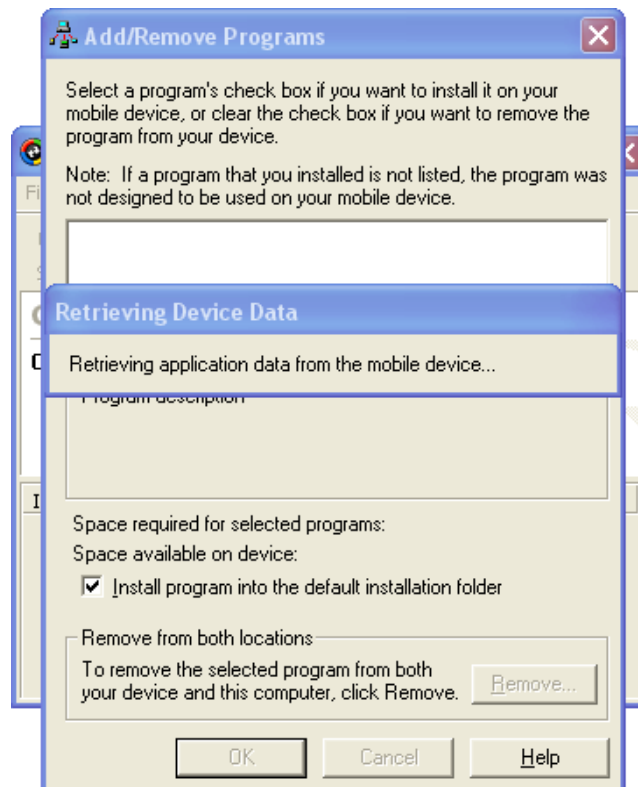 Add/Remove Programs
Select a program's check box if you want to install it on your
mobile device, or clear the check box if you want to remove the
program from your device.
Note: If a program that you installed is not listed, the program was
not designed to be used on your mobile device.
Fi
Retrieving Device Data
Retrieving application data from the mobile device...
Program description
Space required for selected programs:
Space available on device:
Install program into the default installation folder
Remove from both locations
To remove the selected program from both
your device and this computer, click Remove.
Remove...
OK
Cancel
Help